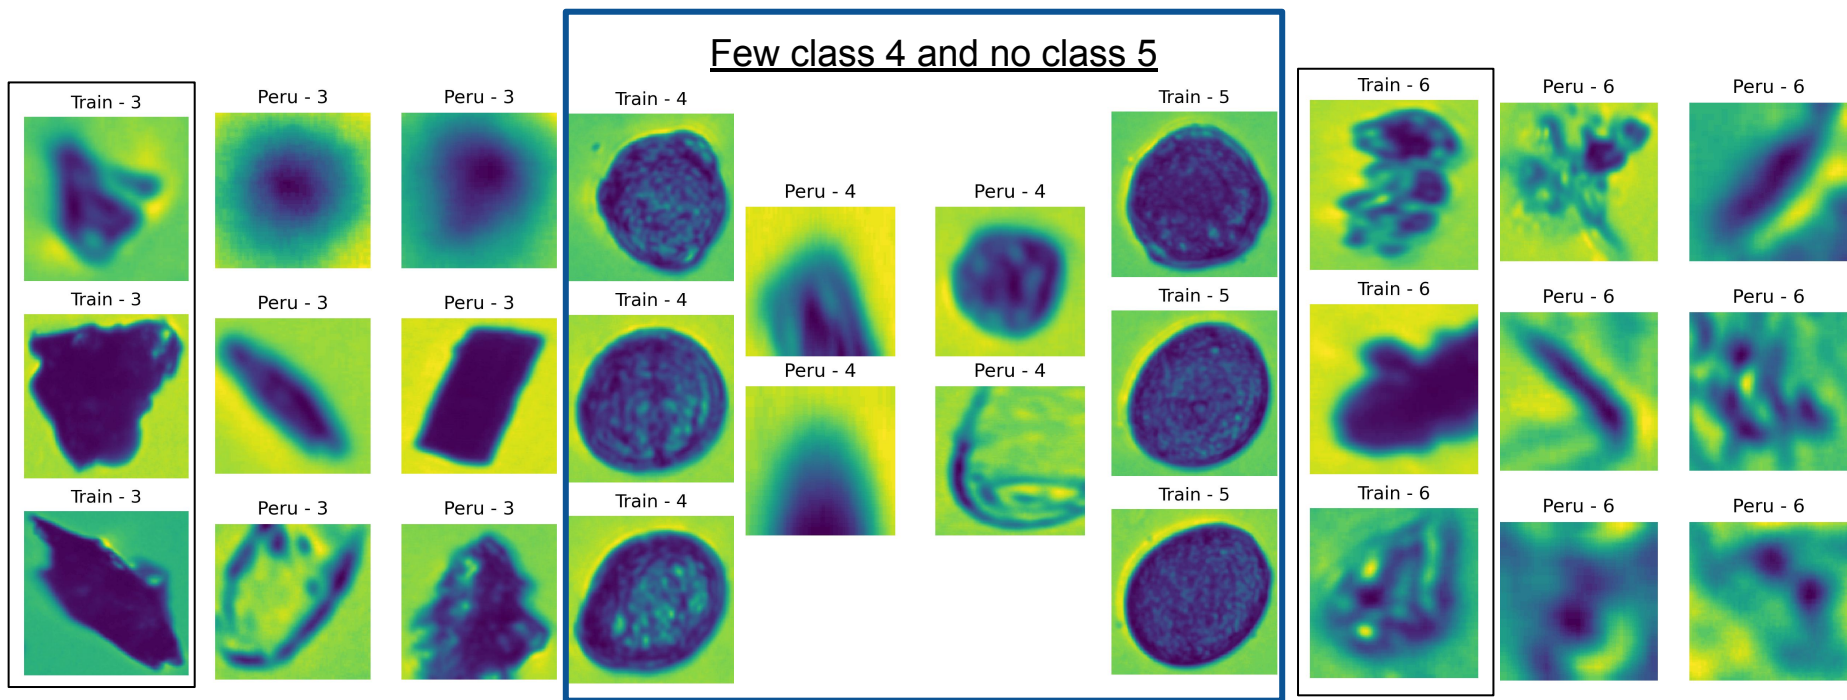 Few class 4 and no class 5
Train - 3
Peru - 3
Peru - 3
Train - 3
Peru - 3
Peru - 3
Train - 3
Peru - 3
Peru - 3
Train - 4
Peru - 4
Peru - 4
Train - 5
Train - 4
Peru - 4
Peru - 4
Train - 5
Train - 4
Train - 5
Train - 6
Peru - 6
Peru - 6
Train - 6
Peru - 6
Peru - 6
Train - 6
Peru - 6
Peru - 6